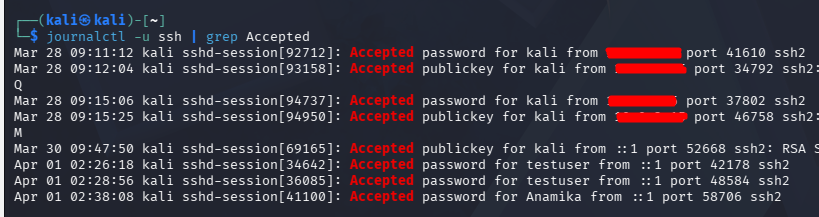 ┌──(kali㉿kali)-[~]
└─$ journalctl -u ssh | grep Accepted
Mar 28 09:11:12 kali sshd-session[92712]: Accepted password for kali from port 41610 ssh2
Mar 28 09:12:04 kali sshd-session[93158]: Accepted publickey for kali from port 34792 ssh2:
Q
Mar 28 09:15:06 kali sshd-session[94737]: Accepted password for kali from port 37802 ssh2
Mar 28 09:15:25 kali sshd-session[94950]: Accepted publickey for kali from port 46758 ssh2:
M
Mar 30 09:47:50 kali sshd-session[69165]: Accepted publickey for kali from ::1 port 52668 ssh2: RSA S
Apr 01 02:26:18 kali sshd-session[34642]: Accepted password for testuser from ::1 port 42178 ssh2
Apr 01 02:28:56 kali sshd-session[36085]: Accepted password for testuser from ::1 port 48584 ssh2
Apr 01 02:38:08 kali sshd-session[41100]: Accepted password for Anamika from ::1 port 58706 ssh2